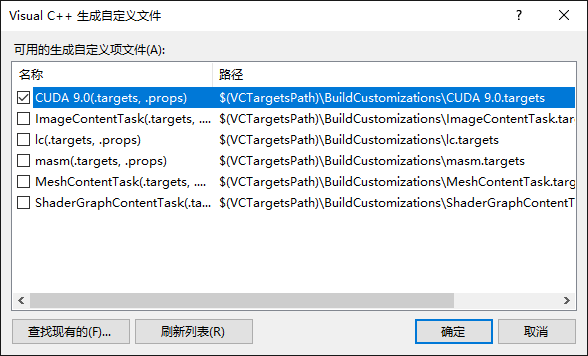 Visual C++ 生成自定义文件
可用的生成自定义项文件(A):
名称 路径
CUDA 9.0(.targets, .props) $(VCTargetsPath)\BuildCustomizations\CUDA 9.0.targets
ImageContentTask(.targets, .... $(VCTargetsPath)\BuildCustomizations\ImageContentTask.tar
lc(.targets, .props) $(VCTargetsPath)\BuildCustomizations\lc.targets
masm(.targets, .props) $(VCTargetsPath)\BuildCustomizations\masm.targets
MeshContentTask(.targets, .... $(VCTargetsPath)\BuildCustomizations\MeshContentTask.targ
ShaderGraphContentTask(.ta... $(VCTargetsPath)\BuildCustomizations\ShaderGraphContentT
查找现有的(F)... 刷新列表(R) 确定 取消